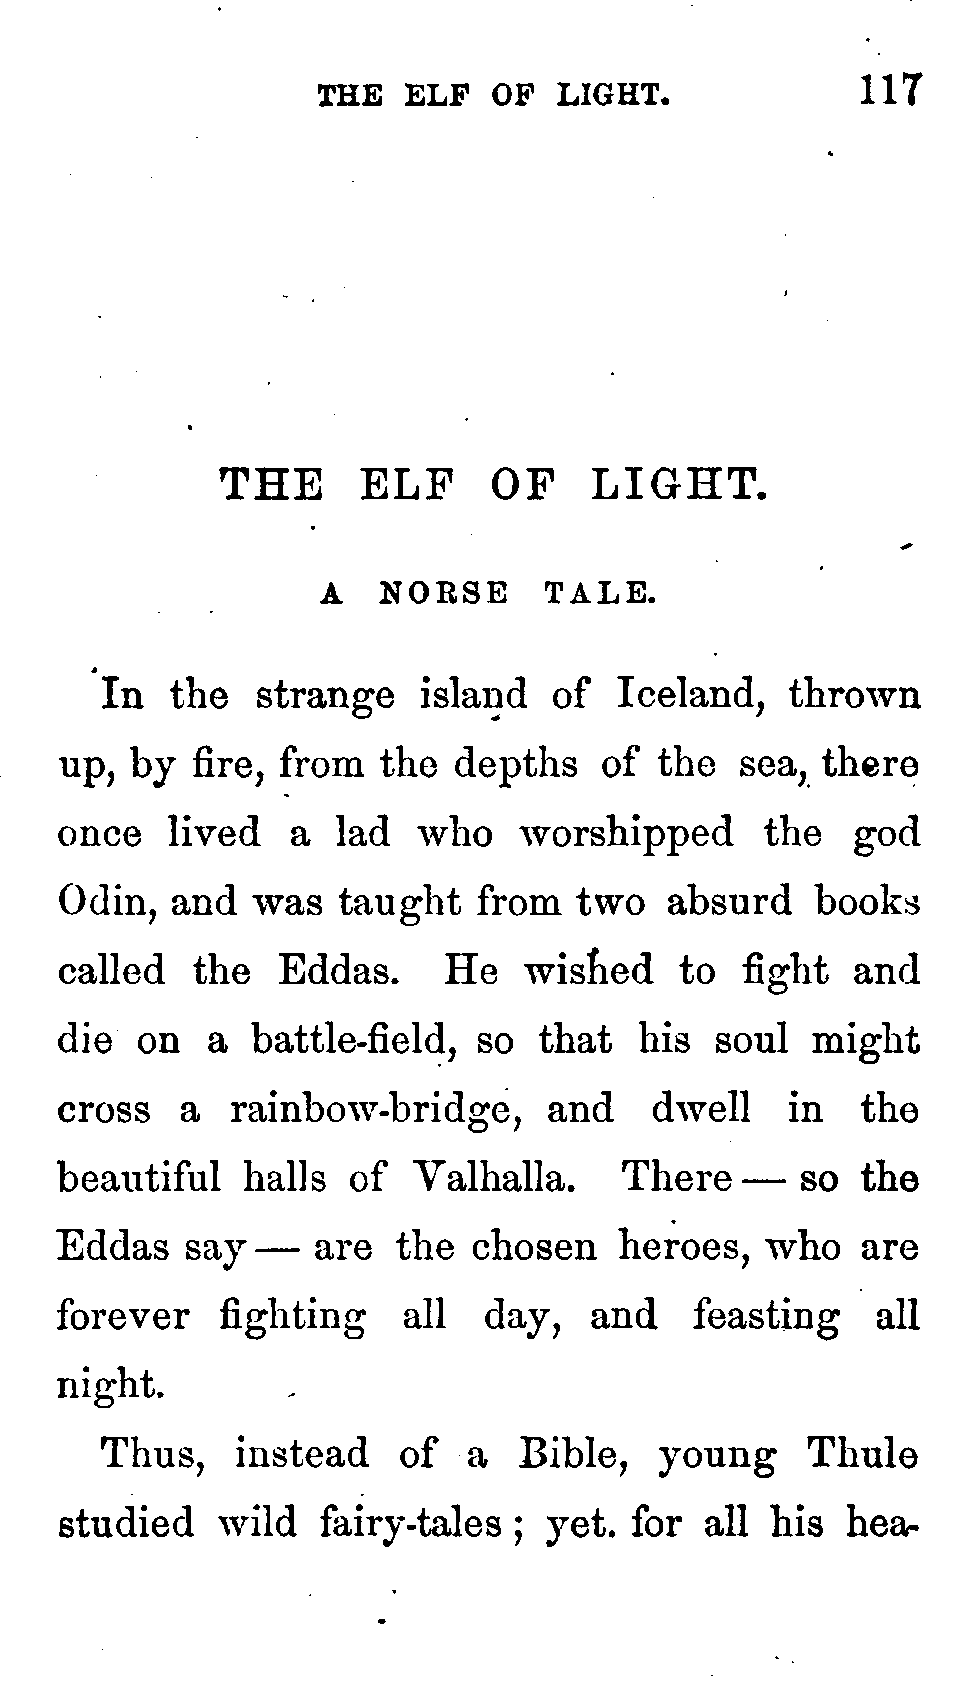 THE ELF OF LIGHT. 117
THE ELF OF LIGHT.
A NORSE TALE.
In the strange island of Iceland, thrown
up, by fire, from the depths of the sea, there
once lived a lad who worshipped the god
Odin, and was taught from two absurd books
called the Eddas. He wished to fight and
die on a battle-field, so that his soul might
cross a rainbow-bridge, and dwell in the
beautiful halls of Valhalla. There — so the
Eddas say — are the chosen heroes, who are
forever fighting all day, and feasting all
night.
Thus, instead of a Bible, young Thule
studied wild fairy-tales ; yet. for all his hea-